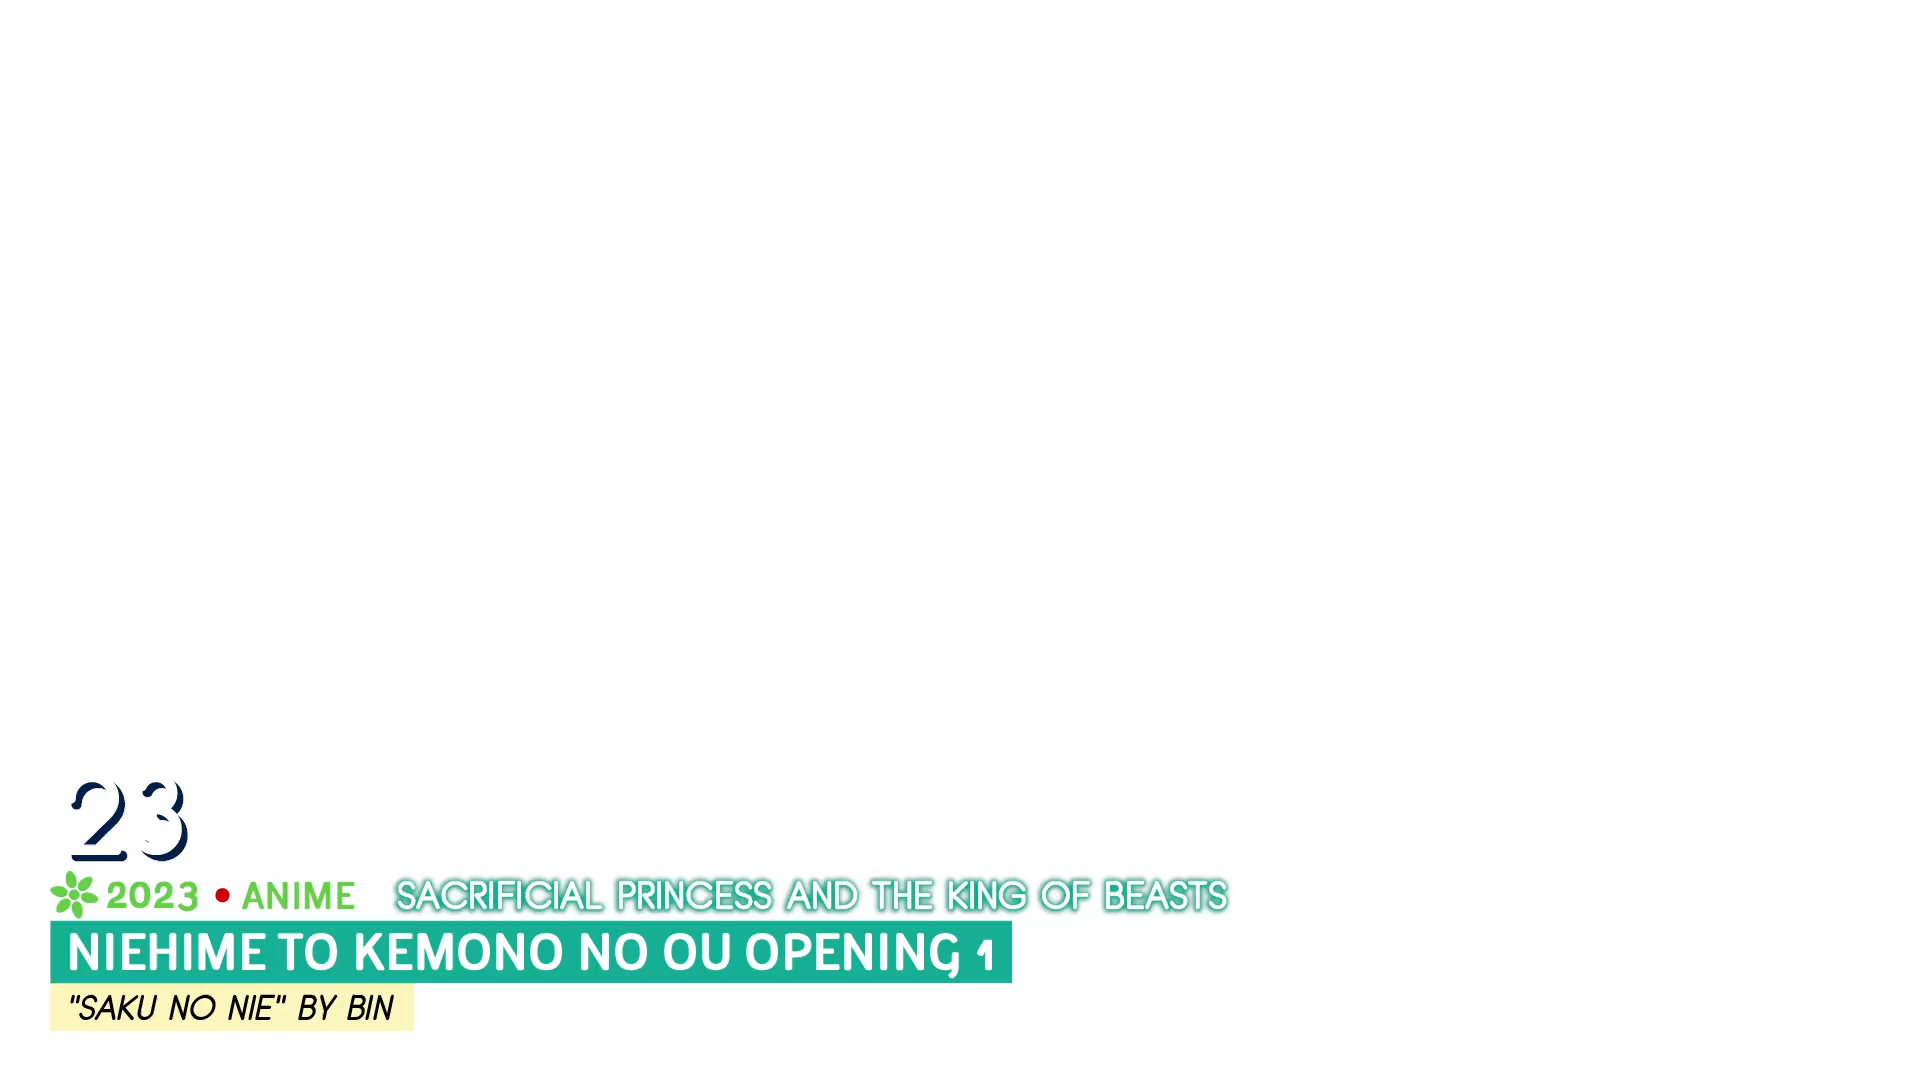 23
2023 • ANIME SACRIFICIAL PRINCESS AND THE KING OF BEASTS
NIEHIME TO KEMONO NO OU OPENING 1
"SAKU NO NIE" BY BIN